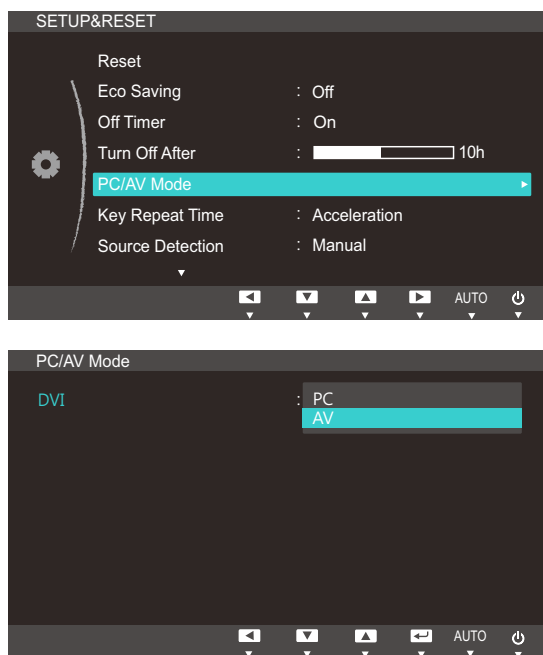 SETUP&RESET
Reset
Eco Saving : Off
Off Timer : On
Turn Off After : 10h
PC/AV Mode
Key Repeat Time : Acceleration
Source Detection : Manual
AUTO
PC/AV Mode
DVI : PC
AV
AUTO